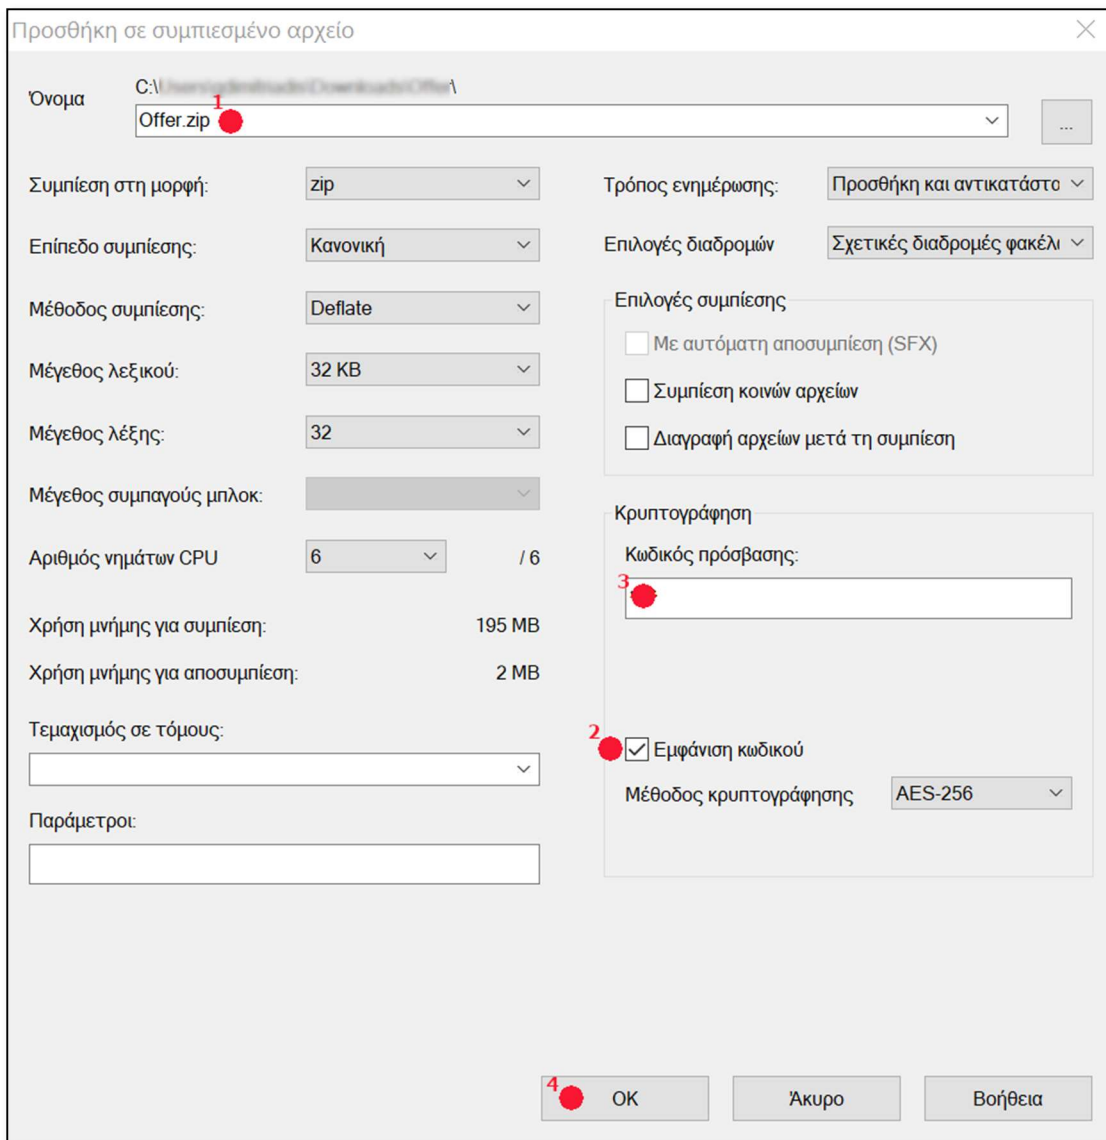 Προσθήκη σε συμπιεσμένο αρχείο
Όνομα
C:\
\
1
Offer.zip
...
Συμπίεση στη μορφή:
zip
Επίπεδο συμπίεσης:
Κανονική
Μέθοδος συμπίεσης:
Deflate
Μέγεθος λεξικού:
32 KB
Μέγεθος λέξης:
32
Μέγεθος συμπαγούς μπλοκ:
Αριθμός νημάτων CPU
6
/ 6
Χρήση μνήμης για συμπίεση:
195 MB
Χρήση μνήμης για αποσυμπίεση:
2 MB
Τεμαχισμός σε τόμους:
Παράμετροι:
Τρόπος ενημέρωσης:
Προσθήκη και αντικατάστα
Επιλογές διαδρομών
Σχετικές διαδρομές φακέλι
Επιλογές συμπίεσης
Με αυτόματη αποσυμπίεση (SFX)
Συμπίεση κοινών αρχείων
Διαγραφή αρχείων μετά τη συμπίεση
Κρυπτογράφηση
Κωδικός πρόσβασης:
3
2
Εμφάνιση κωδικού
Μέθοδος κρυπτογράφησης
AES-256
4
OK
Άκυρο
Βοήθεια